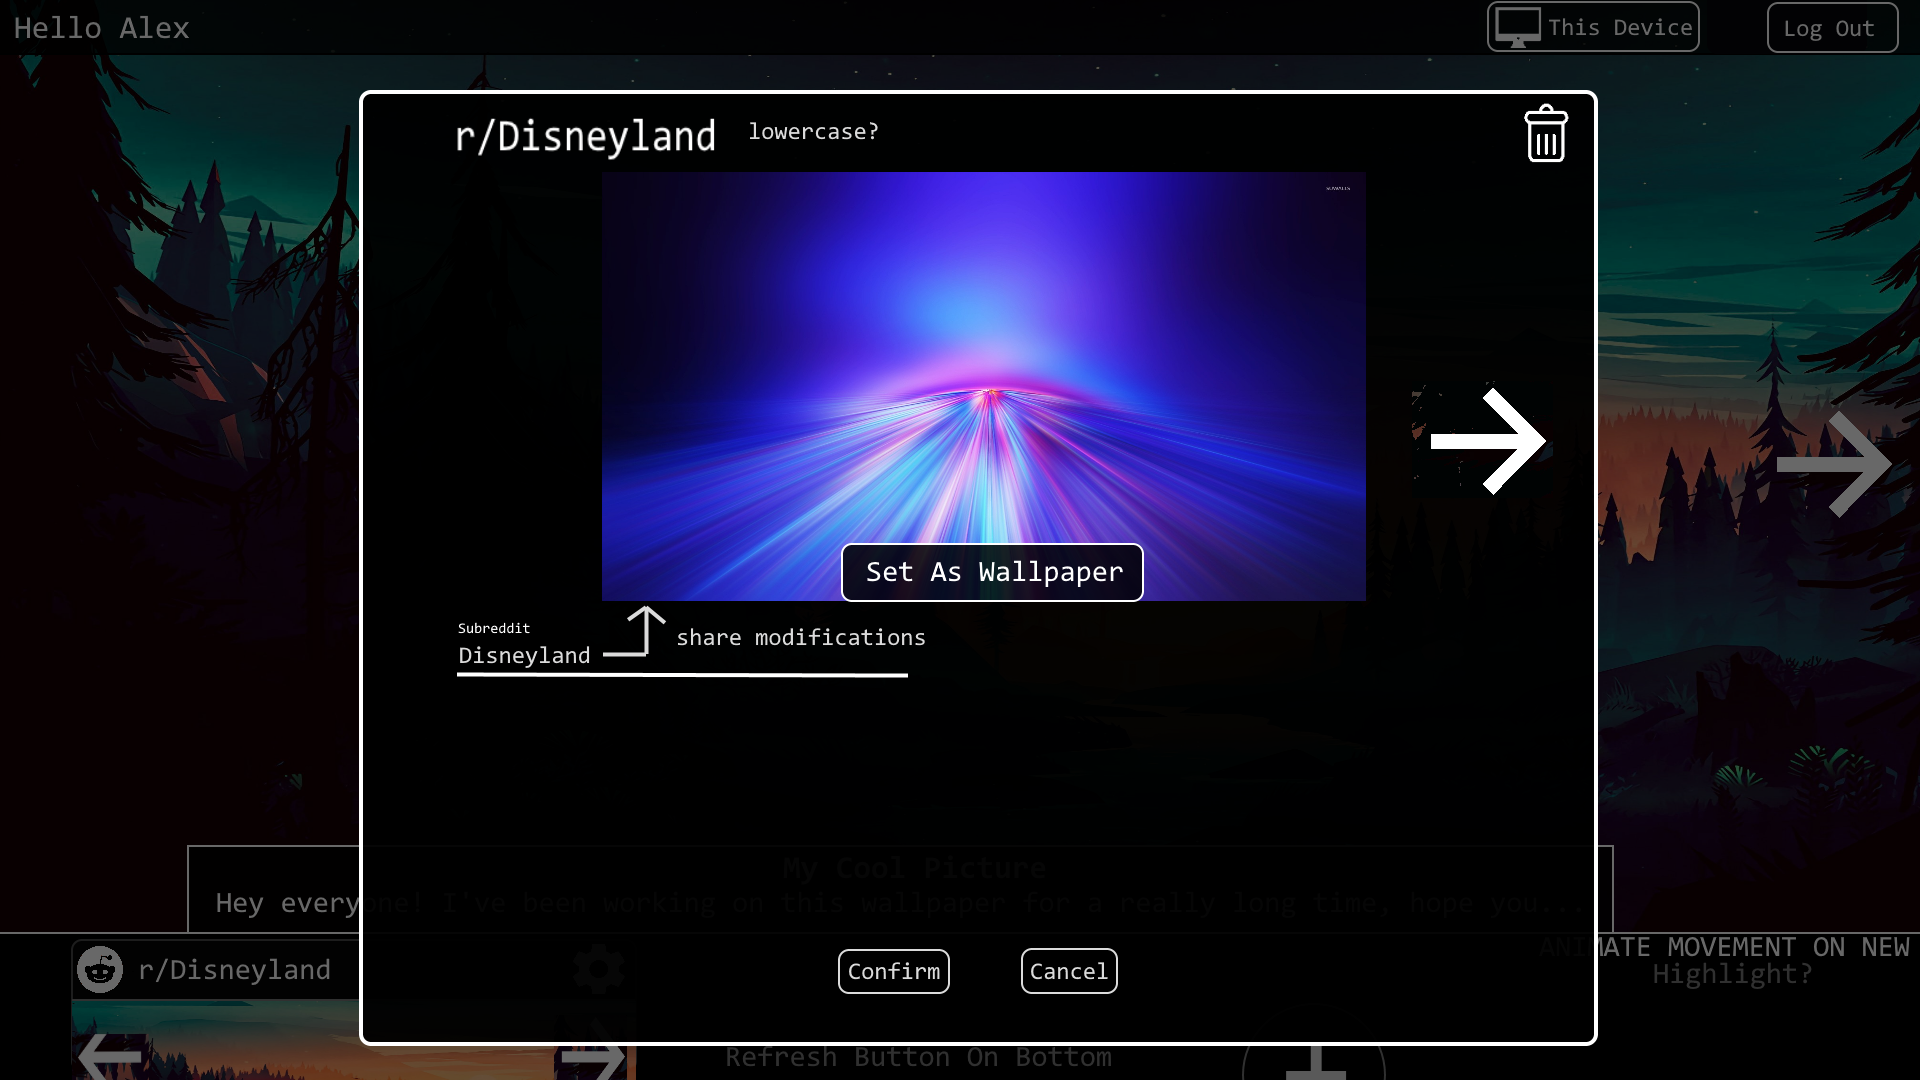 Hello Alex
This Device
Log Out
r/Disneyland
lowercase?
Set As Wallpaper
Subreddit
Disneyland
share modifications
My Cool Picture
Hey everyone! I've been working on this wallpaper for a really long time, hope you...
Confirm
Cancel
ANIMATE MOVEMENT ON NEW
Highlight?
r/Disneyland
Refresh Button On Bottom